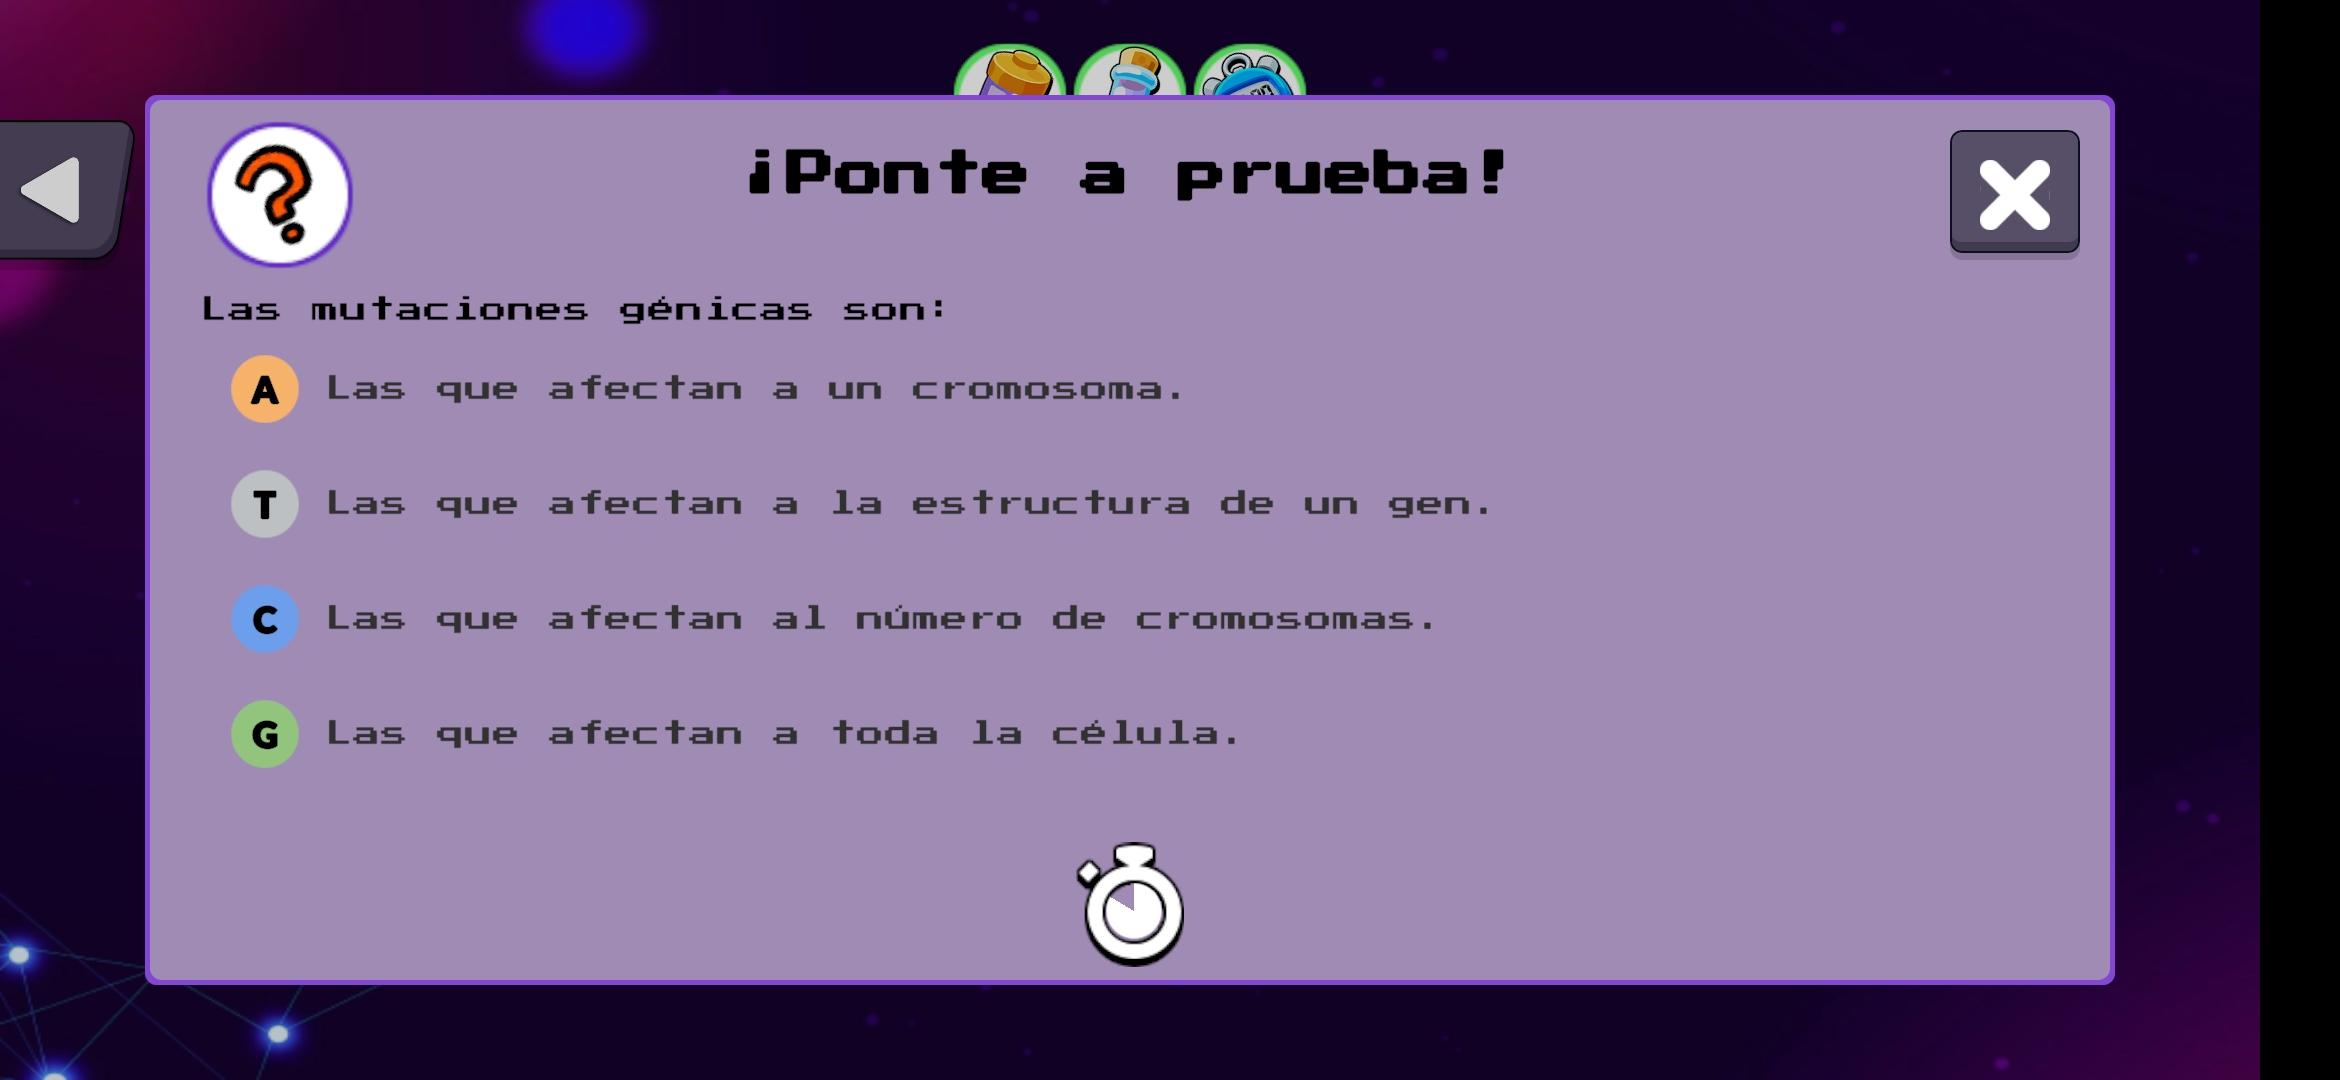 ¡Ponte a prueba!
Las mutaciones génicas son:
A Las que afectan a un cromosoma.
T Las que afectan a la estructura de un gen.
C Las que afectan al número de cromosomas.
G Las que afectan a toda la célula.